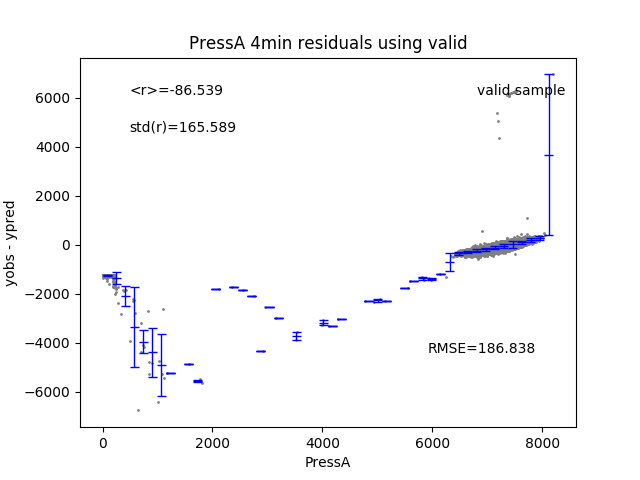 PressA 4min residuals using valid
<r>=-86.539
valid sample
std(r)=165.589
RMSE=186.838
yobs - ypred
6000
4000
2000
0
−2000
−4000
−6000
0 2000 4000 6000 8000
PressA